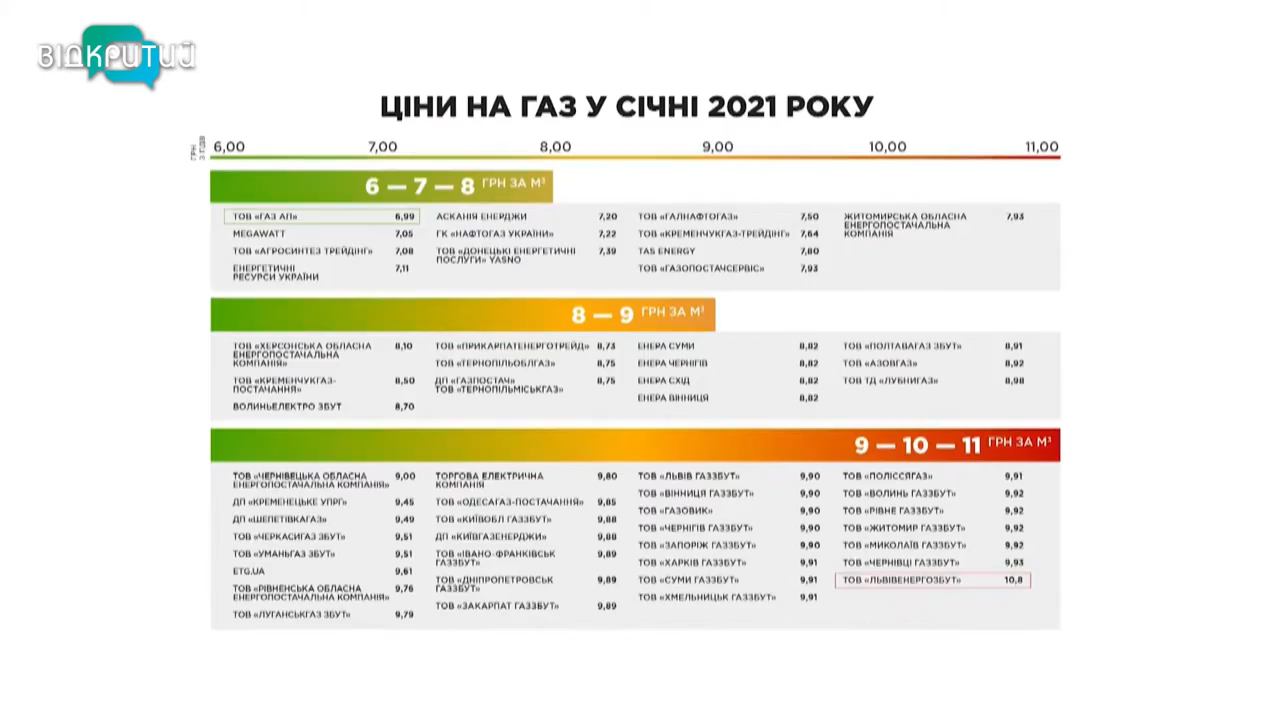 ВІДКРИТИЙ
ЦІНИ НА ГАЗ У СІЧНІ 2021 РОКУ
ГРН
З ПДВ
6,00 7,00 8,00 9,00 10,00 11,00
6 — 7 — 8 ГРН ЗА М³
ТОВ «ГАЗ АП» 6,99
MEGAWATT 7,05
ТОВ «АГРОСИНТЕЗ ТРЕЙДІНГ» 7,08
ЕНЕРГЕТИЧНІ 7,11
РЕСУРСИ УКРАЇНИ
АСКАНІЯ ЕНЕРДЖИ 7,20
ГК «НАФТОГАЗ УКРАЇНИ» 7,22
ТОВ «ДОНЕЦЬКІ ЕНЕРГЕТИЧНІ 7,39
ПОСЛУГИ» YASNO
ТОВ «ГАЛНАФТОГАЗ» 7,50
ТОВ «КРЕМЕНЧУКГАЗ-ТРЕЙДІНГ» 7,64
TAS ENERGY 7,80
ТОВ «ГАЗОПОСТАЧСЕРВІС» 7,93
ЖИТОМИРСЬКА ОБЛАСНА 7,93
ЕНЕРГОПОСТАЧАЛЬНА
КОМПАНІЯ
8 — 9 ГРН ЗА М³
ТОВ «ХЕРСОНСЬКА ОБЛАСНА 8,10
ЕНЕРГОПОСТАЧАЛЬНА
КОМПАНІЯ»
ТОВ «КРЕМЕНЧУКГАЗ- 8,50
ПОСТАЧАННЯ»
ВОЛИНЬЕЛЕКТРО ЗБУТ 8,70
ТОВ «ПРИКАРПАТЕНЕРГОТРЕЙД» 8,73
ТОВ «ТЕРНОПІЛЬОБЛГАЗ» 8,75
ДП «ГАЗПОСТАЧ» 8,75
ТОВ «ТЕРНОПІЛЬМІСЬКГАЗ»
ЕНЕРА СУМИ 8,82
ЕНЕРА ЧЕРНІГІВ 8,82
ЕНЕРА СХІД 8,82
ЕНЕРА ВІННИЦЯ 8,82
ТОВ «ПОЛТАВАГАЗ ЗБУТ» 8,91
ТОВ «АЗОВГАЗ» 8,92
ТОВ ТД «ЛУБНИГАЗ» 8,98
9 — 10 — 11 ГРН ЗА М³
ТОВ «ЧЕРНІВЕЦЬКА ОБЛАСНА 9,00
ЕНЕРГОПОСТАЧАЛЬНА КОМПАНІЯ»
ДП «КРЕМЕНЕЦЬКЕ УПРГ» 9,45
ДП «ШЕПЕТІВКАГАЗ» 9,49
ТОВ «ЧЕРКАСИГАЗ ЗБУТ» 9,51
ТОВ «УМАНЬГАЗ ЗБУТ» 9,51
ETG.UA 9,61
ТОВ «РІВНЕНСЬКА ОБЛАСНА 9,76
ЕНЕРГОПОСТАЧАЛЬНА КОМПАНІЯ»
ТОВ «ЛУГАНСЬКГАЗ ЗБУТ» 9,79
ТОРГОВА ЕЛЕКТРИЧНА 9,80
КОМПАНІЯ
ТОВ «ОДЕСАГАЗ-ПОСТАЧАННЯ» 9,85
ТОВ «КИЇВОБЛ ГАЗЗБУТ» 9,88
ДП «КИЇВГАЗЕНЕРДЖИ» 9,88
ТОВ «ІВАНО-ФРАНКІВСЬК 9,89
ГАЗЗБУТ»
ТОВ «ДНІПРОПЕТРОВСЬК 9,89
ГАЗЗБУТ»
ТОВ «ЗАКАРПАТ ГАЗЗБУТ» 9,89
ТОВ «ЛЬВІВ ГАЗЗБУТ» 9,90
ТОВ «ВІННИЦЯ ГАЗЗБУТ» 9,90
ТОВ «ГАЗОВИК» 9,90
ТОВ «ЧЕРНІГІВ ГАЗЗБУТ» 9,90
ТОВ «ЗАПОРІЖ ГАЗЗБУТ» 9,90
ТОВ «ХАРКІВ ГАЗЗБУТ» 9,91
ТОВ «СУМИ ГАЗЗБУТ» 9,91
ТОВ «ХМЕЛЬНИЦЬК ГАЗЗБУТ» 9,91
ТОВ «ПОЛІССЯГАЗ» 9,91
ТОВ «ВОЛИНЬ ГАЗЗБУТ» 9,92
ТОВ «РІВНЕ ГАЗЗБУТ» 9,92
ТОВ «ЖИТОМИР ГАЗЗБУТ» 9,92
ТОВ «МИКОЛАЇВ ГАЗЗБУТ» 9,92
ТОВ «ЧЕРНІВЦІ ГАЗЗБУТ» 9,93
ТОВ «ЛЬВІВЕНЕРГОЗБУТ» 10,8